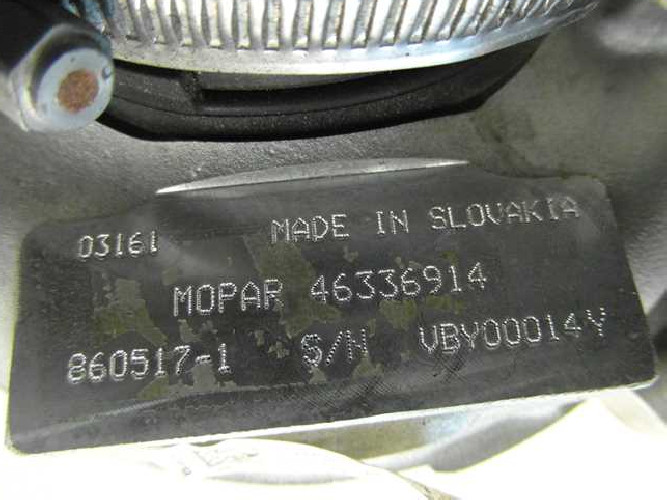 03161 MADE IN SLOVAKIA
MOPAR 46336914
860517-1 S/N VBY00014Y